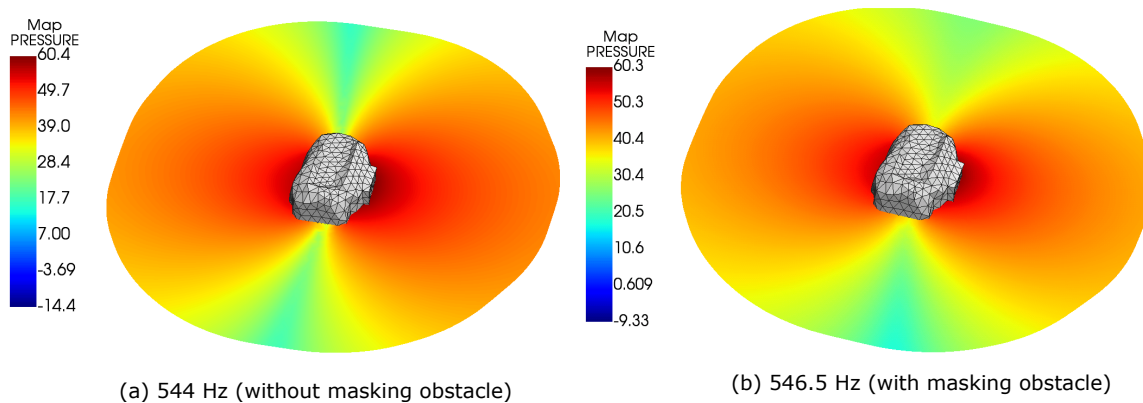 Map
PRESSURE
60.4
49.7
39.0
28.4
17.7
7.00
-3.69
-14.4
(a) 544 Hz (without masking obstacle)
Map
PRESSURE
60.3
50.3
40.4
30.4
20.5
10.6
0.609
-9.33
(b) 546.5 Hz (with masking obstacle)